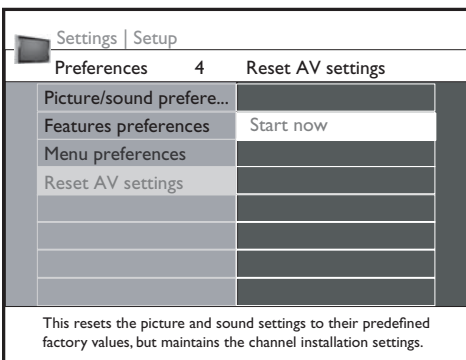 Settings | Setup
Preferences 4 Reset AV settings
Picture/sound prefere...
Features preferences Start now
Menu preferences
Reset AV settings
This resets the picture and sound settings to their predefined
factory values, but maintains the channel installation settings.